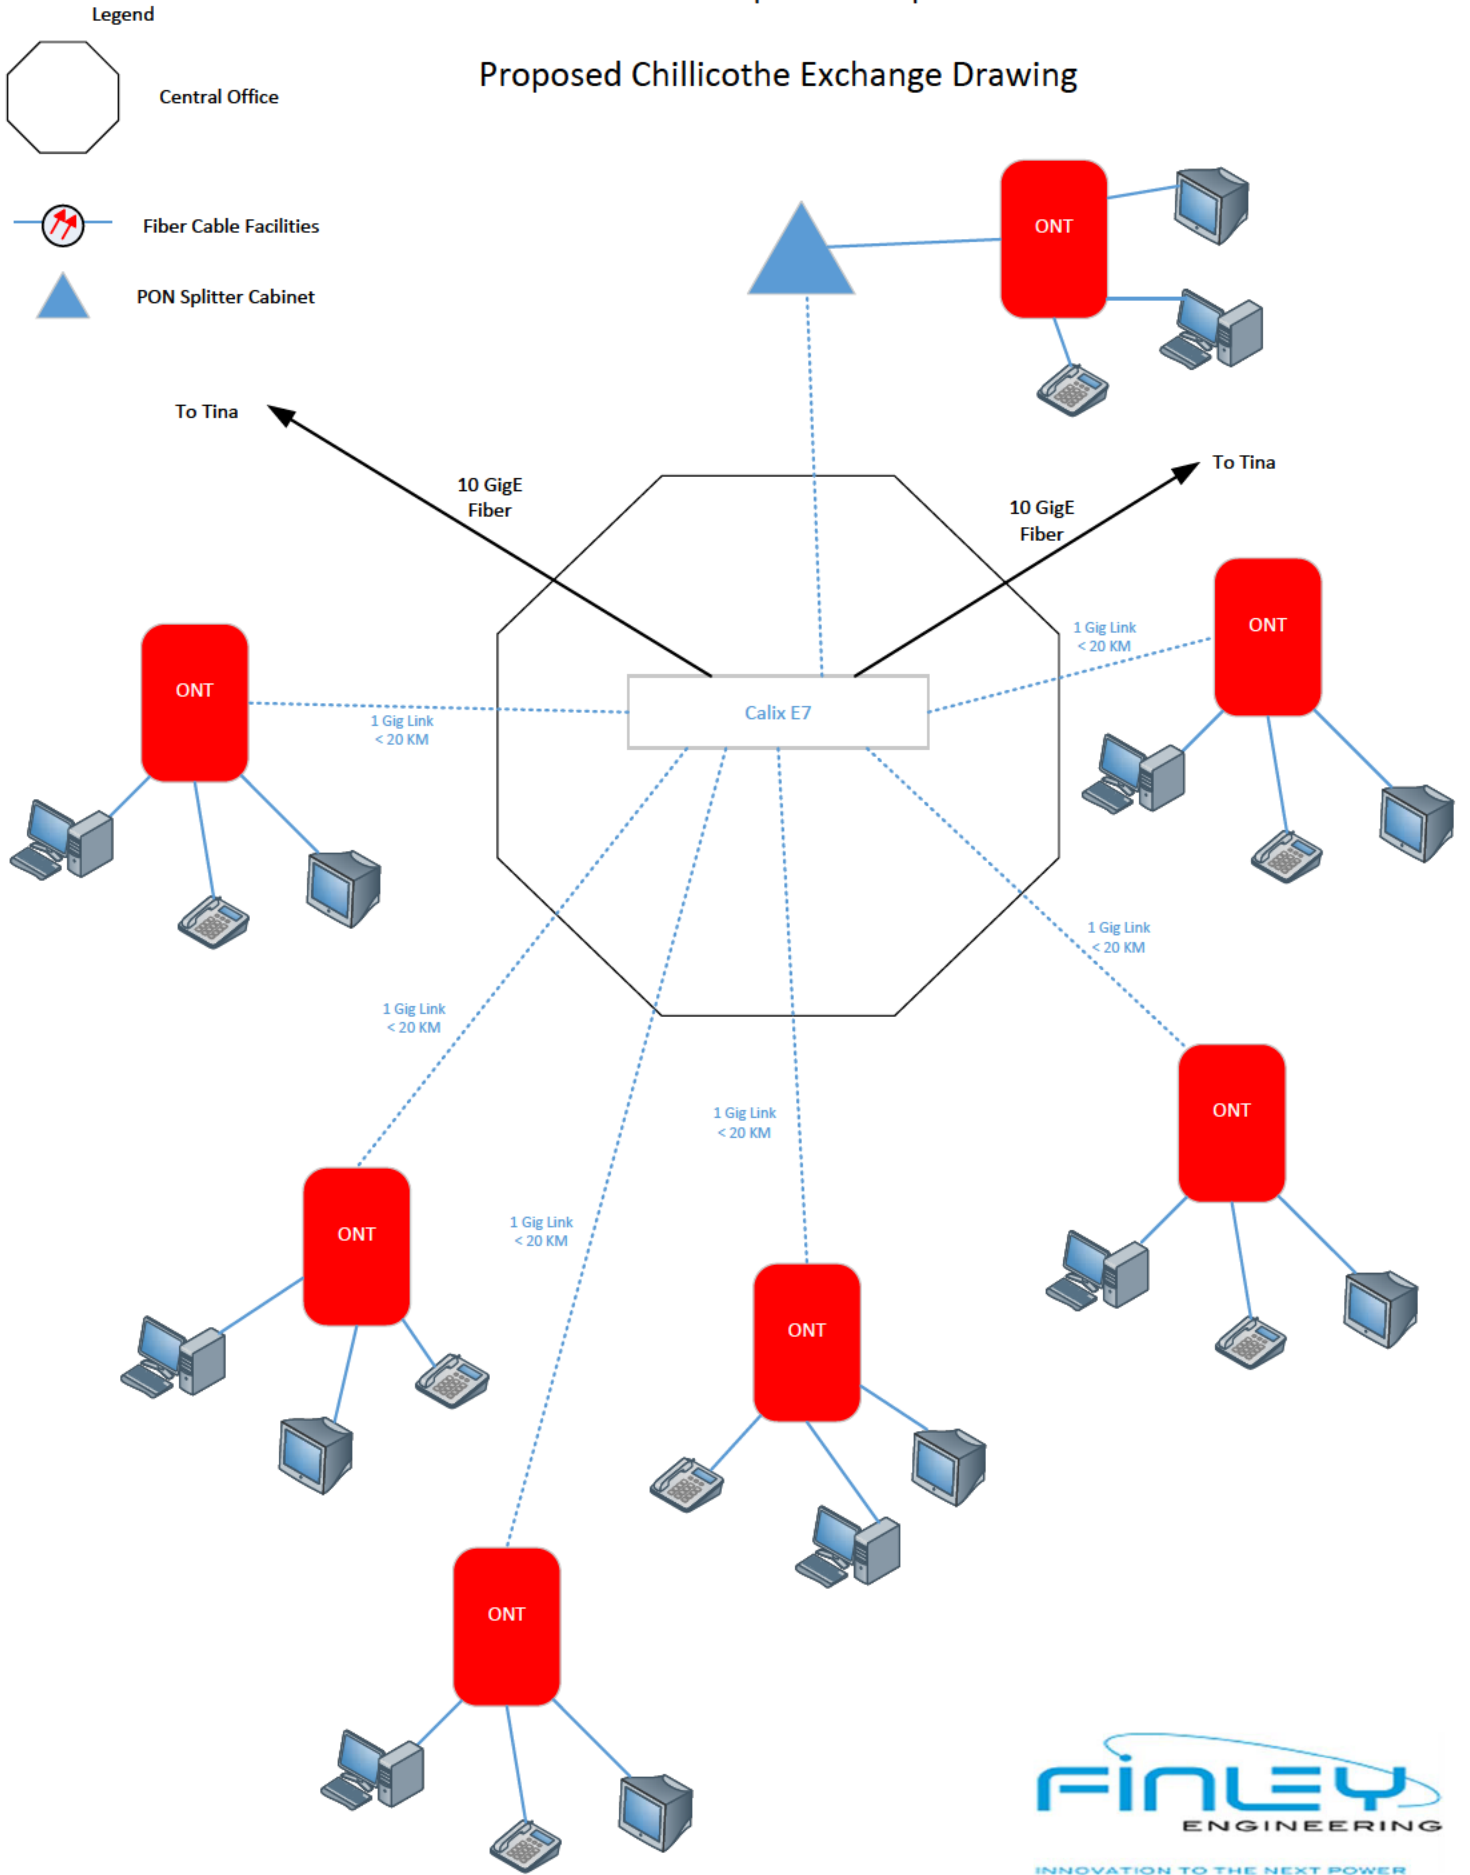 Legend
Proposed Chillicothe Exchange Drawing
Central Office
Fiber Cable Facilities
PON Splitter Cabinet
ONT
To Tina
To Tina
10 GigE
Fiber
10 GigE
Fiber
ONT
1 Gig Link
< 20 KM
ONT
Calix E7
1 Gig Link
< 20 KM
1 Gig Link
< 20 KM
1 Gig Link
< 20 KM
ONT
1 Gig Link
< 20 KM
1 Gig Link
< 20 KM
ONT
ONT
ONT
FINLEY
ENGINEERING
INNOVATION TO THE NEXT POWER